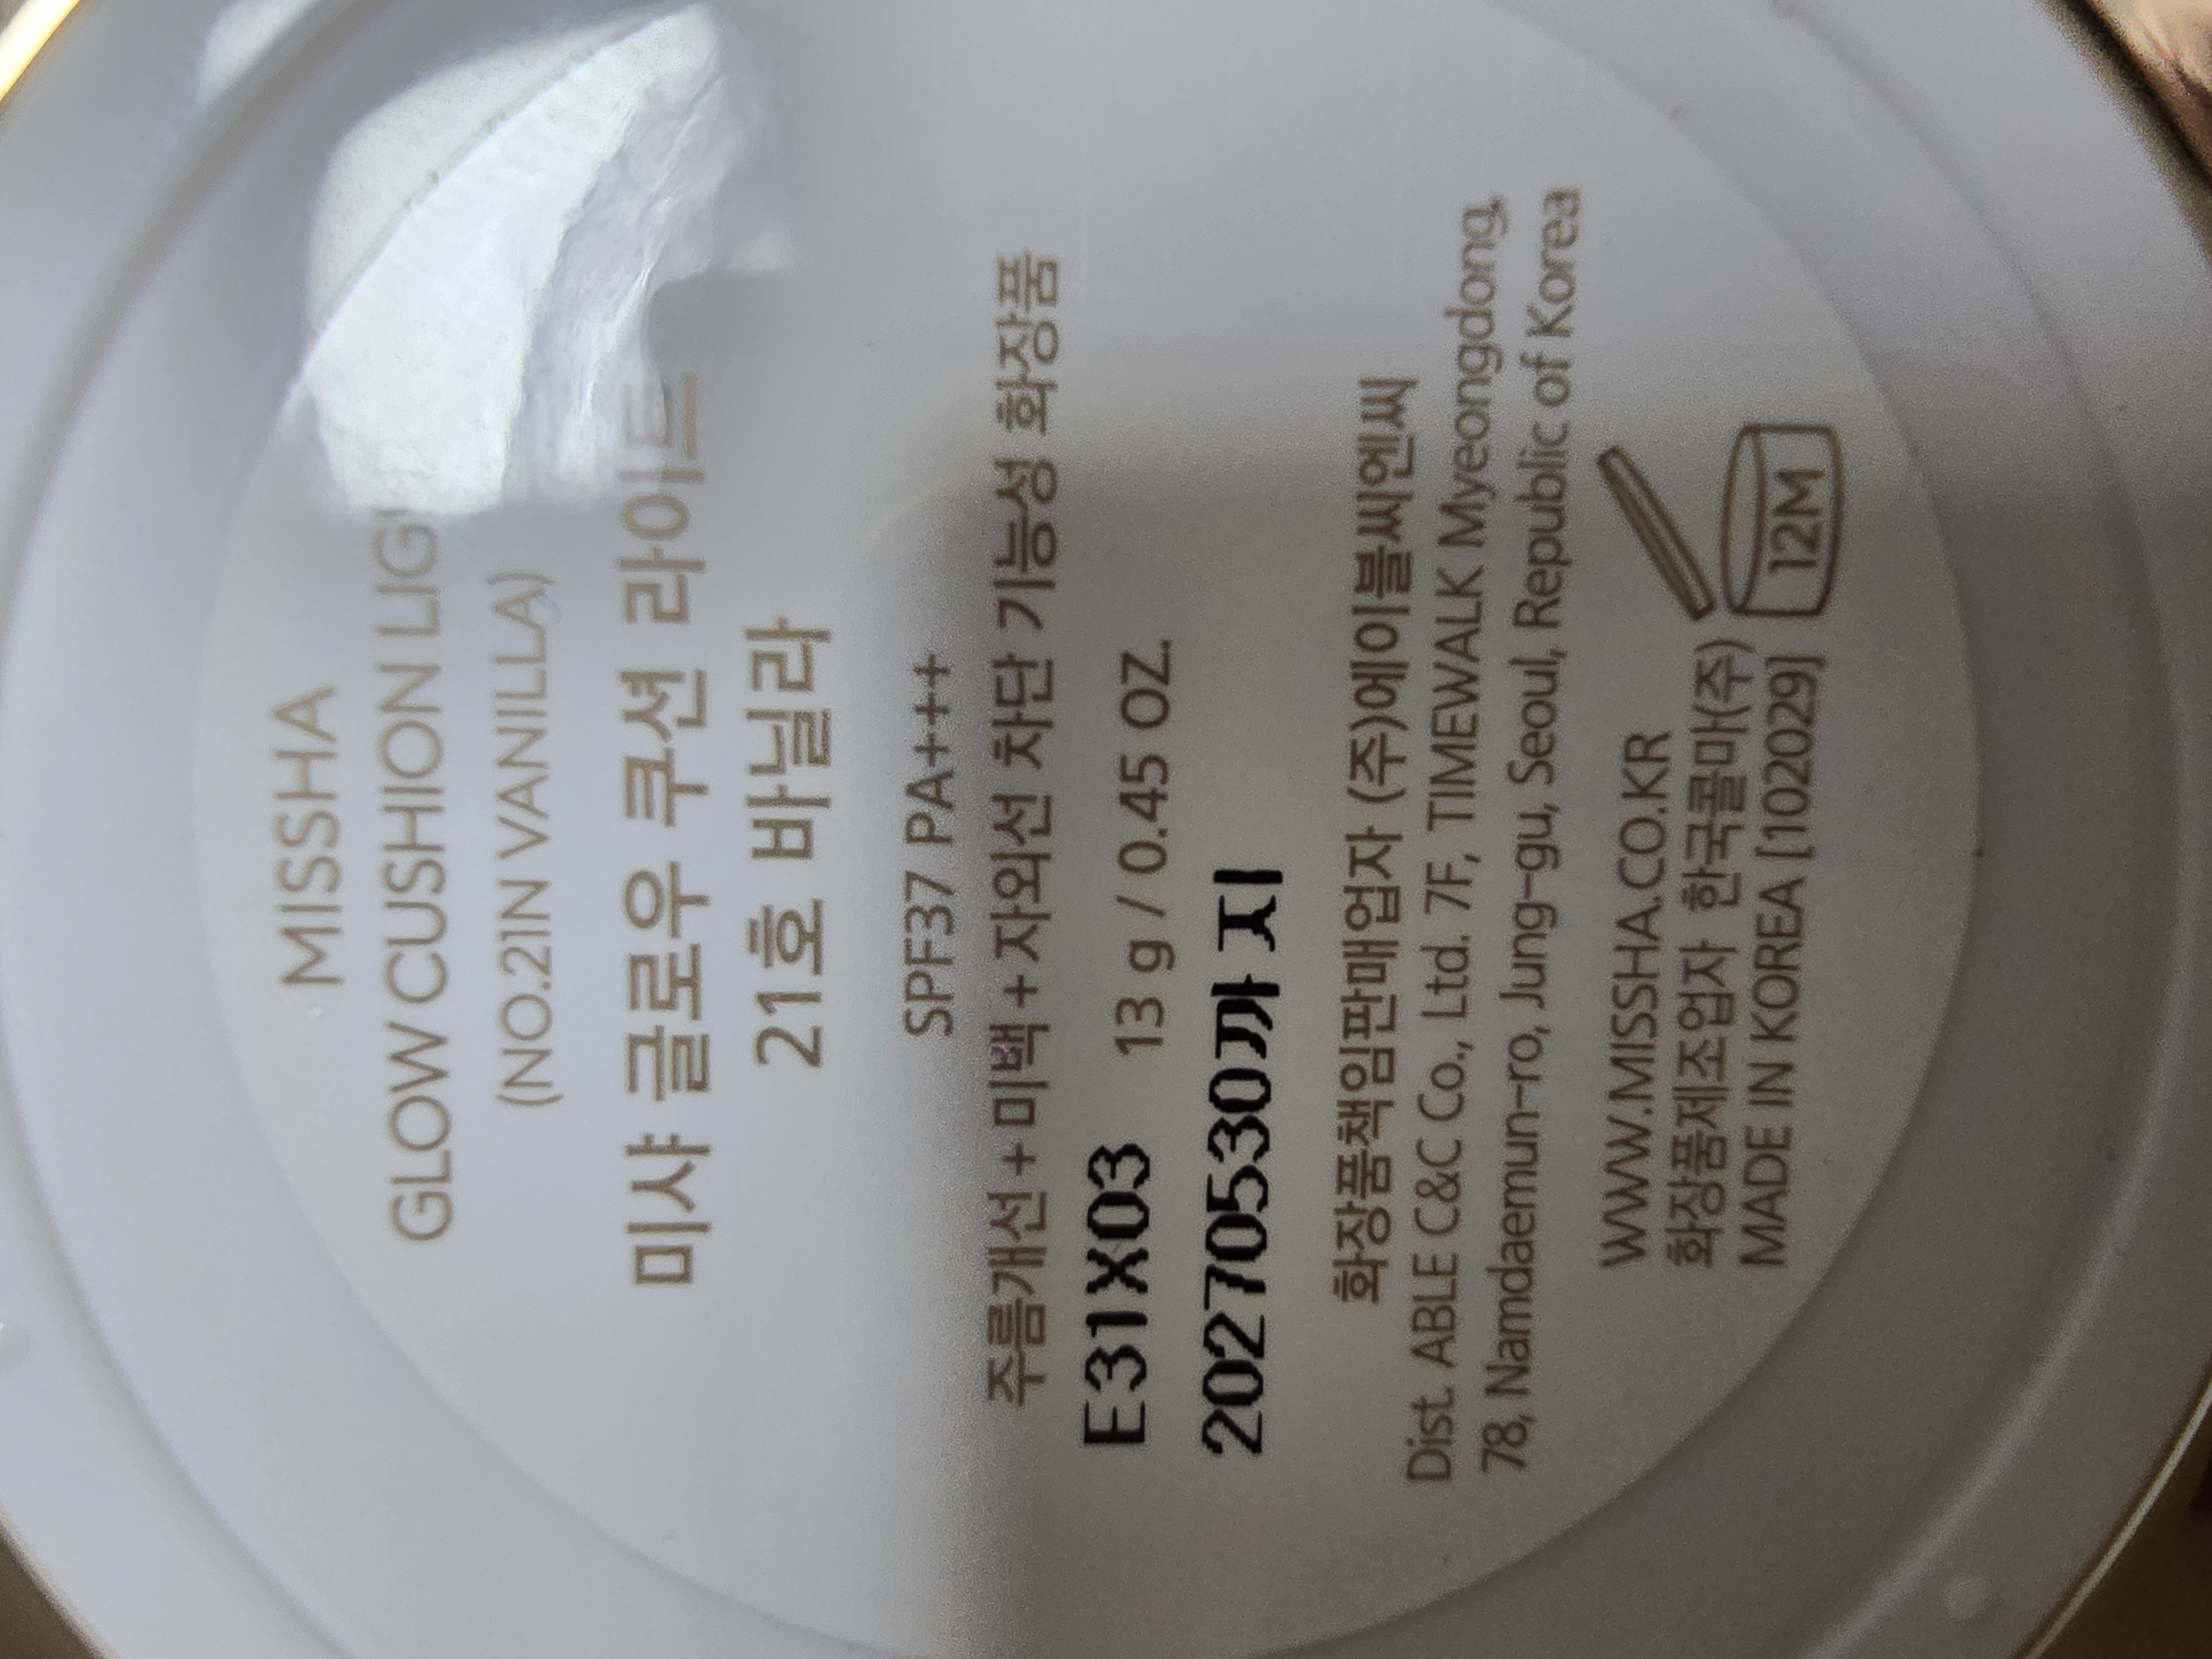 MISSHA
GLOW CUSHION
(NO.21N VANILLA)
미샤 글로우 쿠션 라이트
21호 바닐라
SPF37 PA+++
주름개선+미백+자외선 차단 기능성 화장품
E31X03 13 g / 0.45 OZ.
20270530까지
화장품책임판매업자 (주)에이블씨엔씨
Dist. ABLE C&C Co., Ltd. 7F, TIMEWALK Myeongdong,
78, Namdaemun-ro, Jung-gu, Seoul, Republic of Korea
WWW.MISSHA.CO.KR
화장품제조업자 한국콜마(주)
MADE IN KOREA [102029] 12M